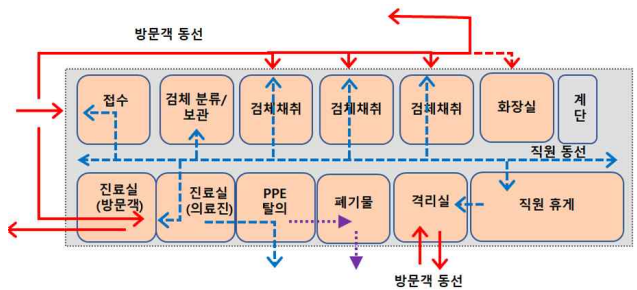 방문객 동선
접수
검체 분류/
보관
검체채취
검체채취
검체채취
화장실
계
단
직원 동선
진료실
(방문객)
진료실
(의료진)
PPE
탈의
폐기물
격리실
직원 휴게
방문객 동선